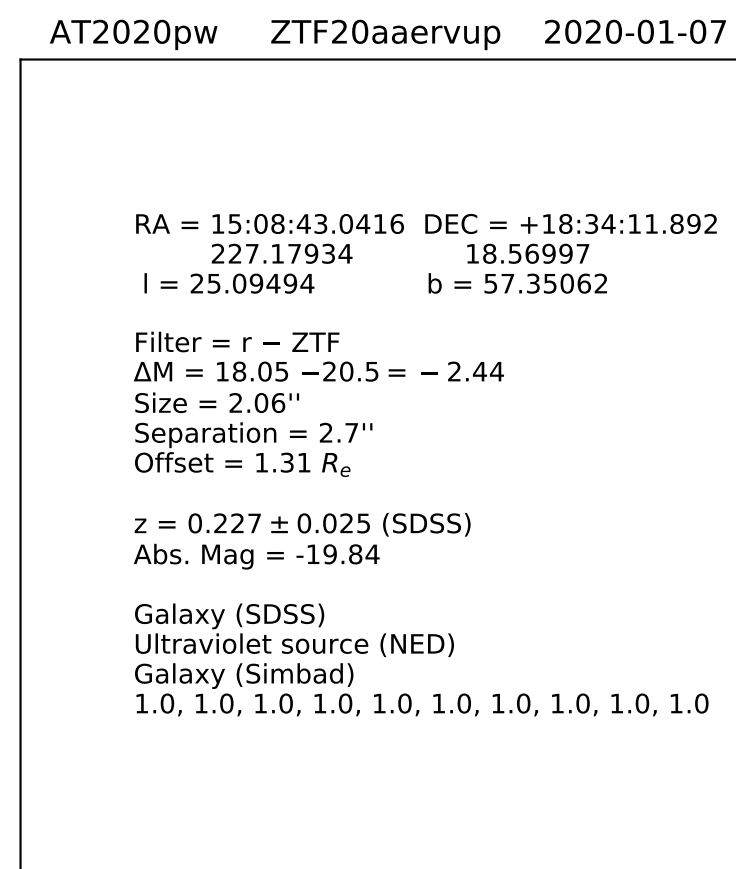 AT2020pw ZTF20aaervup 2020-01-07
RA = 15:08:43.0416 DEC = +18:34:11.892
227.17934 18.56997
l = 25.09494 b = 57.35062
Filter = r − ZTF
ΔM = 18.05 −20.5 = − 2.44
Size = 2.06''
Separation = 2.7''
Offset = 1.31 Re
z = 0.227 ± 0.025 (SDSS)
Abs. Mag = -19.84
Galaxy (SDSS)
Ultraviolet source (NED)
Galaxy (Simbad)
1.0, 1.0, 1.0, 1.0, 1.0, 1.0, 1.0, 1.0, 1.0, 1.0